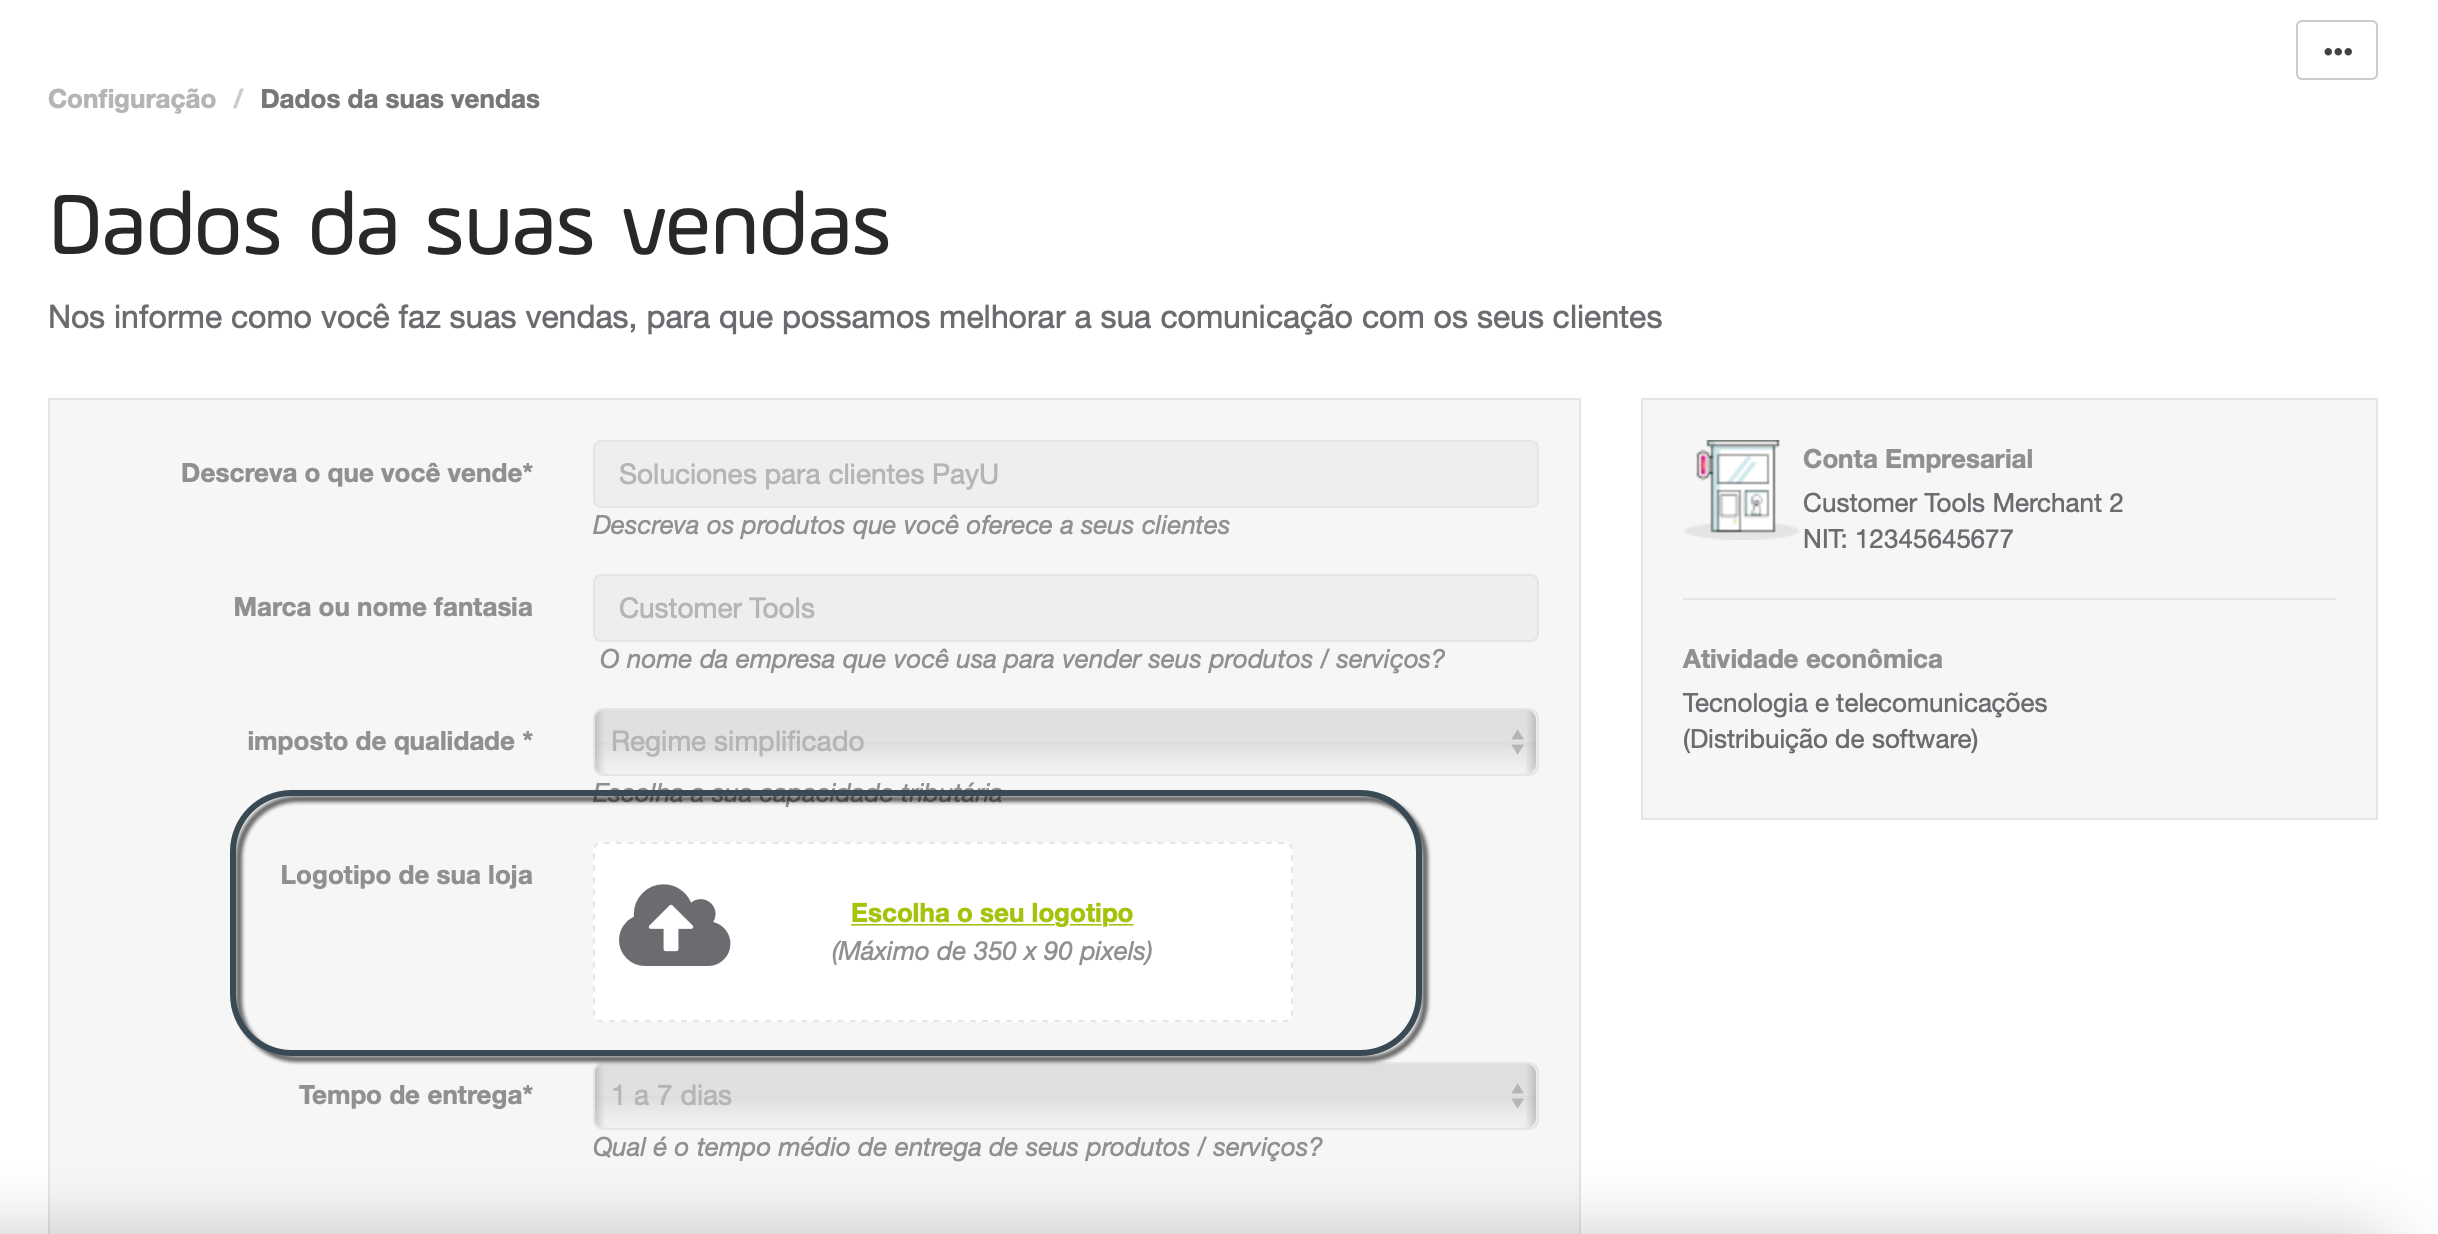 •••
Configuração / Dados da suas vendas
Dados da suas vendas
Nos informe como você faz suas vendas, para que possamos melhorar a sua comunicação com os seus clientes
Descreva o que você vende*
Soluciones para clientes PayU
Descreva os produtos que você oferece a seus clientes
Marca ou nome fantasia
Customer Tools
O nome da empresa que você usa para vender seus produtos / serviços?
imposto de qualidade *
Regime simplificado
Escolha a sua capacidade tributária
Logotipo de sua loja
Escolha o seu logotipo
(Máximo de 350 x 90 pixels)
Tempo de entrega*
1 a 7 dias
Qual é o tempo médio de entrega de seus produtos / serviços?
Conta Empresarial
Customer Tools Merchant 2
NIT: 12345645677
Atividade econômica
Tecnologia e telecomunicações
(Distribuição de software)